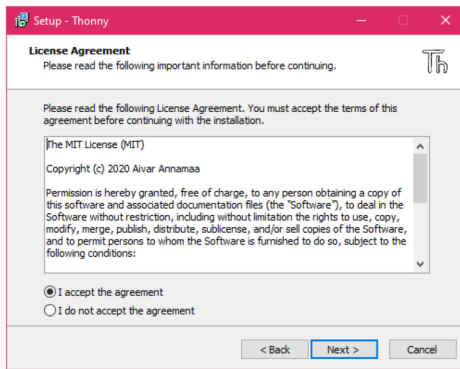 Setup - Thonny
License Agreement
Please read the following important information before continuing.
Th
Please read the following License Agreement. You must accept the terms of this
agreement before continuing with the installation.
The MIT License (MIT)
Copyright (c) 2020 Aivar Annamaa
Permission is hereby granted, free of charge, to any person obtaining a copy of
this software and associated documentation files (the "Software"), to deal in the
Software without restriction, including without limitation the rights to use, copy,
modify, merge, publish, distribute, sublicense, and/or sell copies of the Software,
and to permit persons to whom the Software is furnished to do so, subject to the
following conditions:
I accept the agreement
I do not accept the agreement
< Back
Next >
Cancel